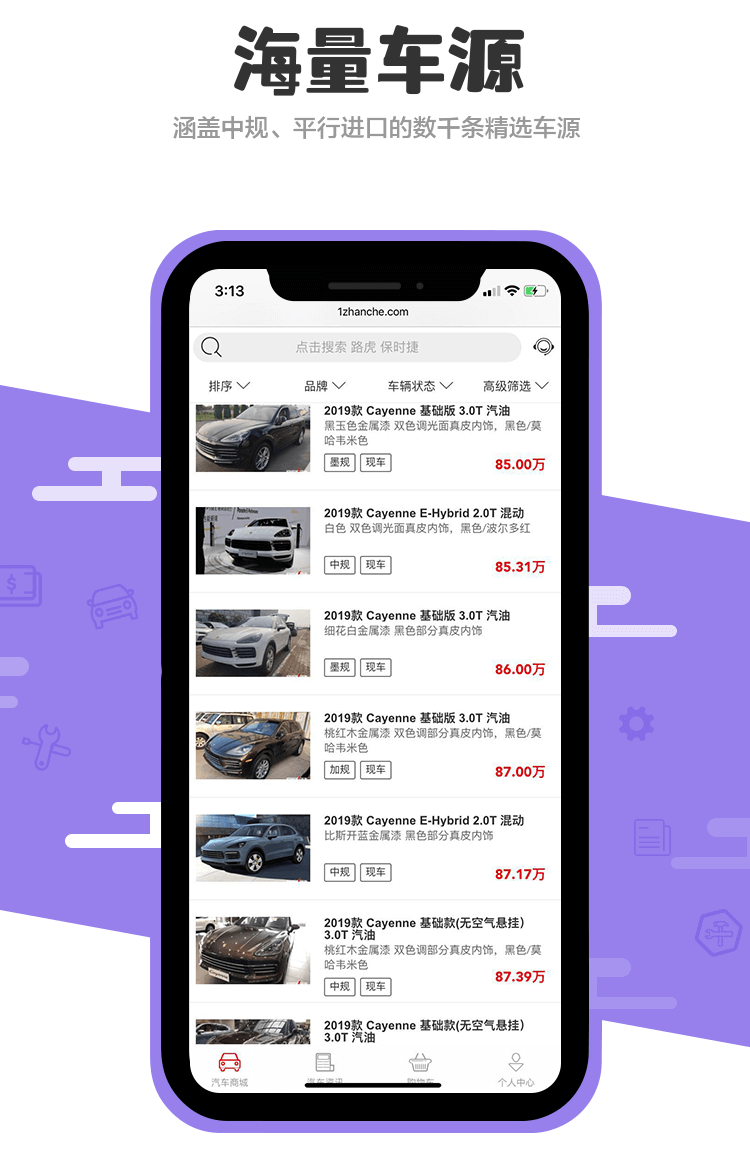 海量车源
涵盖中规、平行进口的数千条精选车源
3:13
1zhanche.com
点击搜索 路虎 保时捷
排序
品牌
车辆状态
高级筛选
2019款 Cayenne 基础版 3.0T 汽油
黑玉色金属漆 双色调光面真皮内饰，黑色/莫
哈韦米色
墨规 现车
85.00万
2019款 Cayenne E-Hybrid 2.0T 混动
白色 双色调光面真皮内饰，黑色/波尔多红
中规 现车
85.31万
2019款 Cayenne 基础版 3.0T 汽油
细花白金属漆 黑色部分真皮内饰
墨规 现车
86.00万
2019款 Cayenne 基础版 3.0T 汽油
桃红木金属漆 双色调部分真皮内饰，黑色/莫
哈韦米色
加规 现车
87.00万
2019款 Cayenne E-Hybrid 2.0T 混动
比斯开蓝金属漆 黑色部分真皮内饰
中规 现车
87.17万
2019款 Cayenne 基础款(无空气悬挂）
3.0T 汽油
桃红木金属漆 双色调部分真皮内饰，黑色/莫
哈韦米色
中规 现车
87.39万
2019款 Cayenne 基础款(无空气悬挂）
3.0T 汽油
汽车商城
汽车资讯
购物车
个人中心